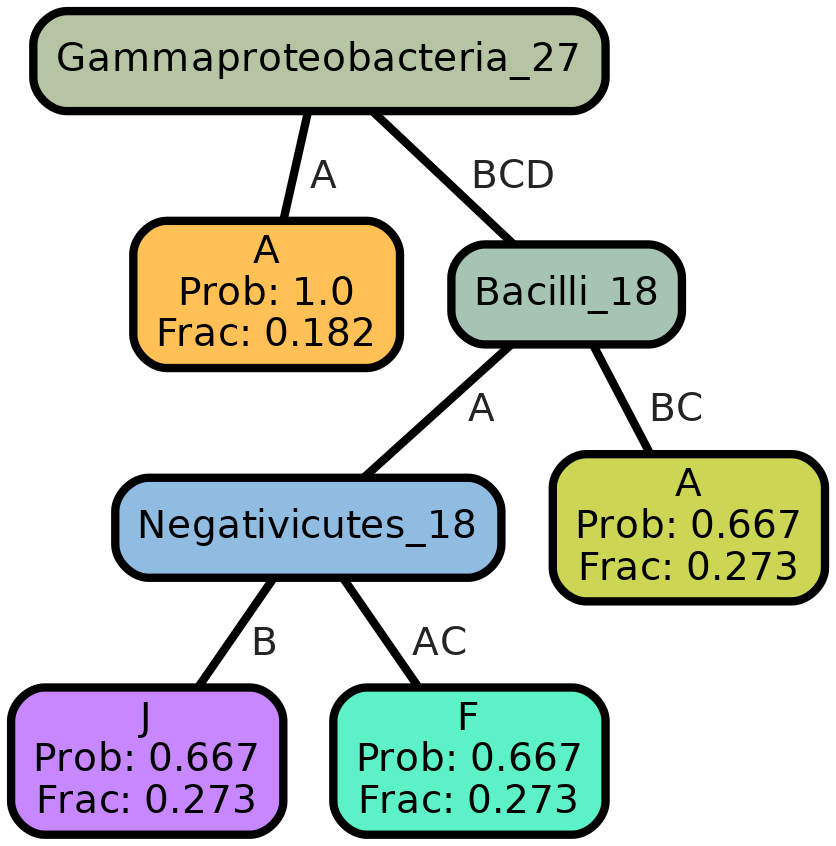 Gammaproteobacteria_27
A
BCD
A
Prob: 1.0
Frac: 0.182
Bacilli_18
A
BC
Negativicutes_18
A
Prob: 0.667
Frac: 0.273
B
AC
J
Prob: 0.667
Frac: 0.273
F
Prob: 0.667
Frac: 0.273